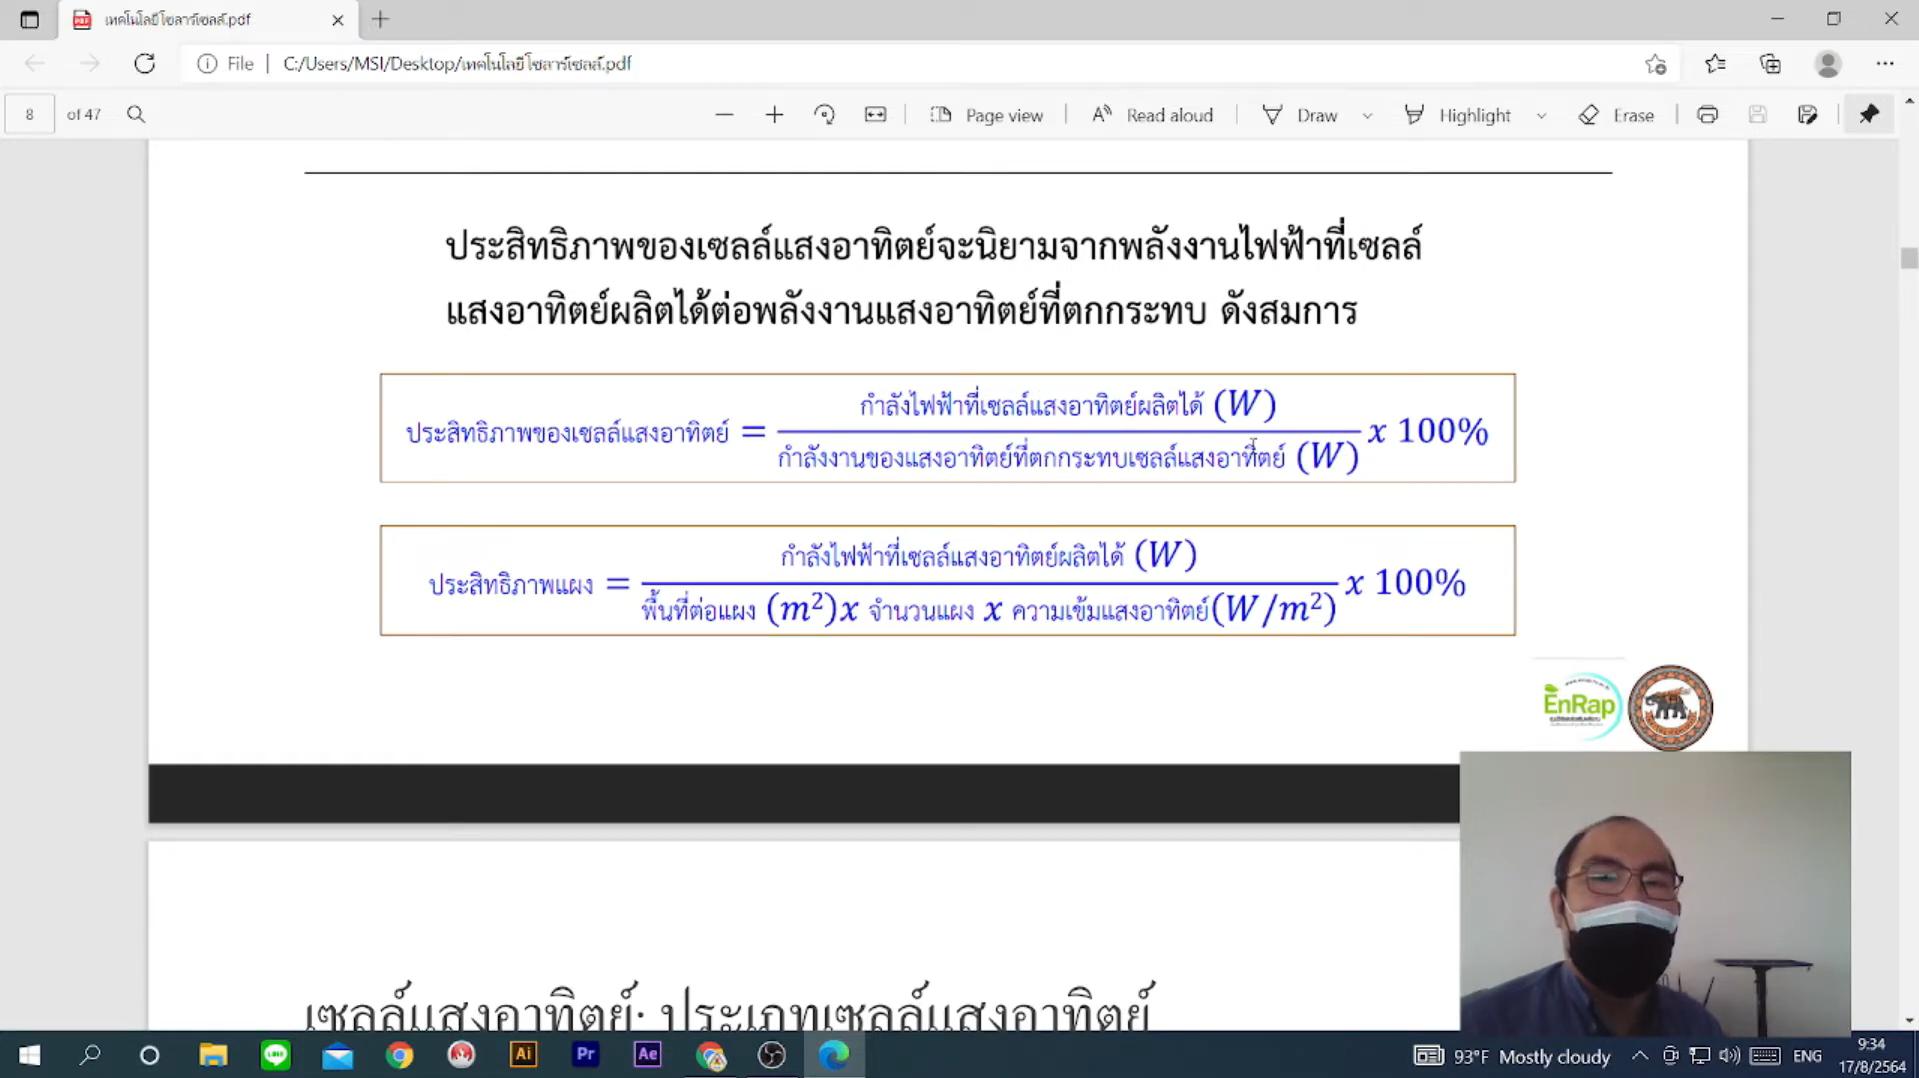 เทคโนโลยีโซลาร์เซลล์.pdf
File C:/Users/MSI/Desktop/เทคโนโลยีโซลาร์เซลล์.pdf
8 of 47 Page view Read aloud Draw Highlight Erase
ประสิทธิภาพของเซลล์แสงอาทิตย์จะนิยามจากพลังงานไฟฟ้าที่เซลล์
แสงอาทิตย์ผลิตได้ต่อพลังงานแสงอาทิตย์ที่ตกกระทบ ดังสมการ
กำลังไฟฟ้าที่เซลล์แสงอาทิตย์ผลิตได้ (W)
ประสิทธิภาพของเซลล์แสงอาทิตย์ = x 100%
กำลังงานของแสงอาทิตย์ที่ตกกระทบเซลล์แสงอาทิตย์ (W)
กำลังไฟฟ้าที่เซลล์แสงอาทิตย์ผลิตได้ (W)
ประสิทธิภาพแผง = x 100%
พื้นที่ต่อแผง (m²)x จำนวนแผง x ความเข้มแสงอาทิตย์(W/m²)
EnRap
เซลล์แสงอาทิตย์: ประเภทเซลล์แสงอาทิตย์
LINE Ai Pr Ae
93°F Mostly cloudy ENG
9:34
17/8/2564